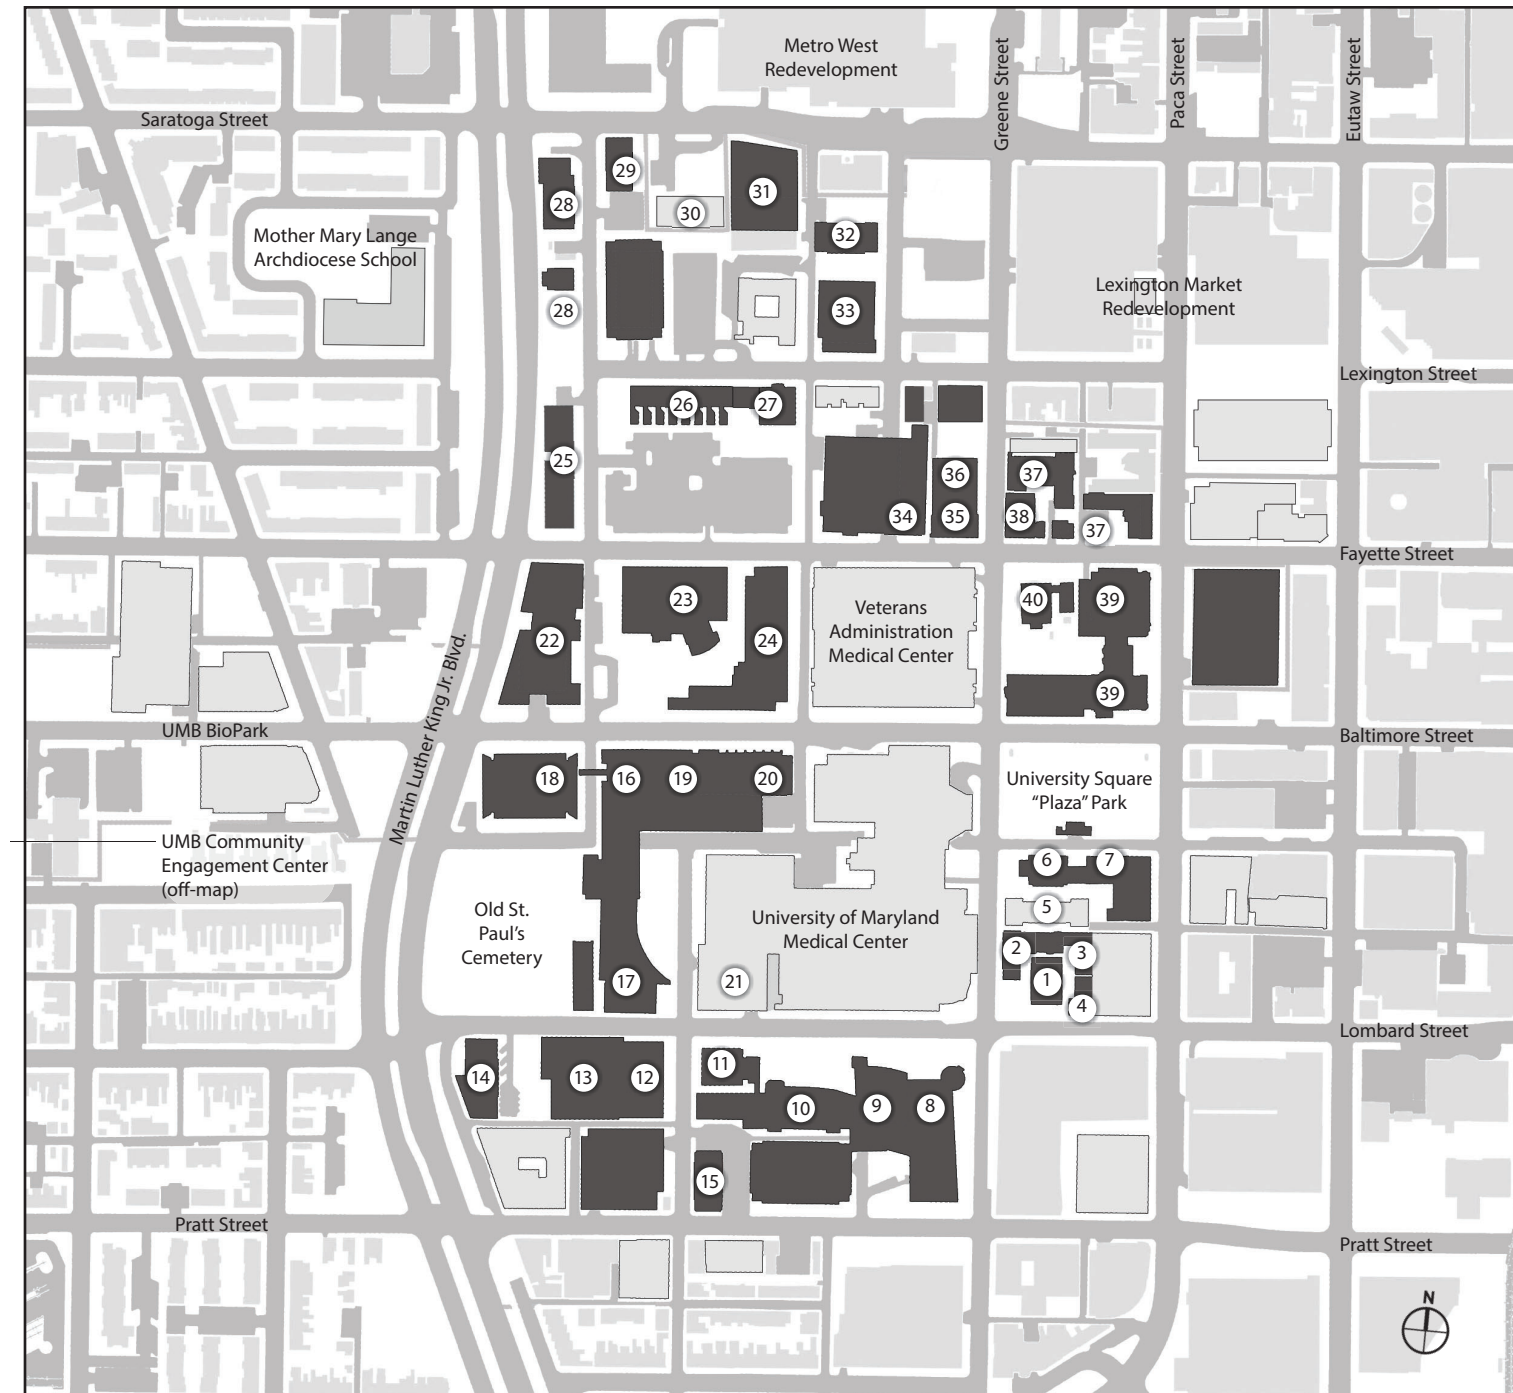 Metro West
Redevelopment
Greene Street
Paca Street
Eutaw Street
Saratoga Street
29
31
28
30
32
Mother Mary Lange
Archdiocese School
Lexington Market
Redevelopment
28
33
Lexington Street
26
27
25
36
37
34
35
38
37
Fayette Street
23
Veterans
Administration
Medical Center
40
39
22
24
39
Martin Luther King Jr. Blvd.
UMB BioPark
Baltimore Street
18
16
19
20
University Square
“Plaza” Park
UMB Community
Engagement Center
(off-map)
6
7
Old St.
Paul’s
Cemetery
University of Maryland
Medical Center
5
2
3
17
21
1
4
Lombard Street
14
13
12
11
10
9
8
15
Pratt Street
Pratt Street
N